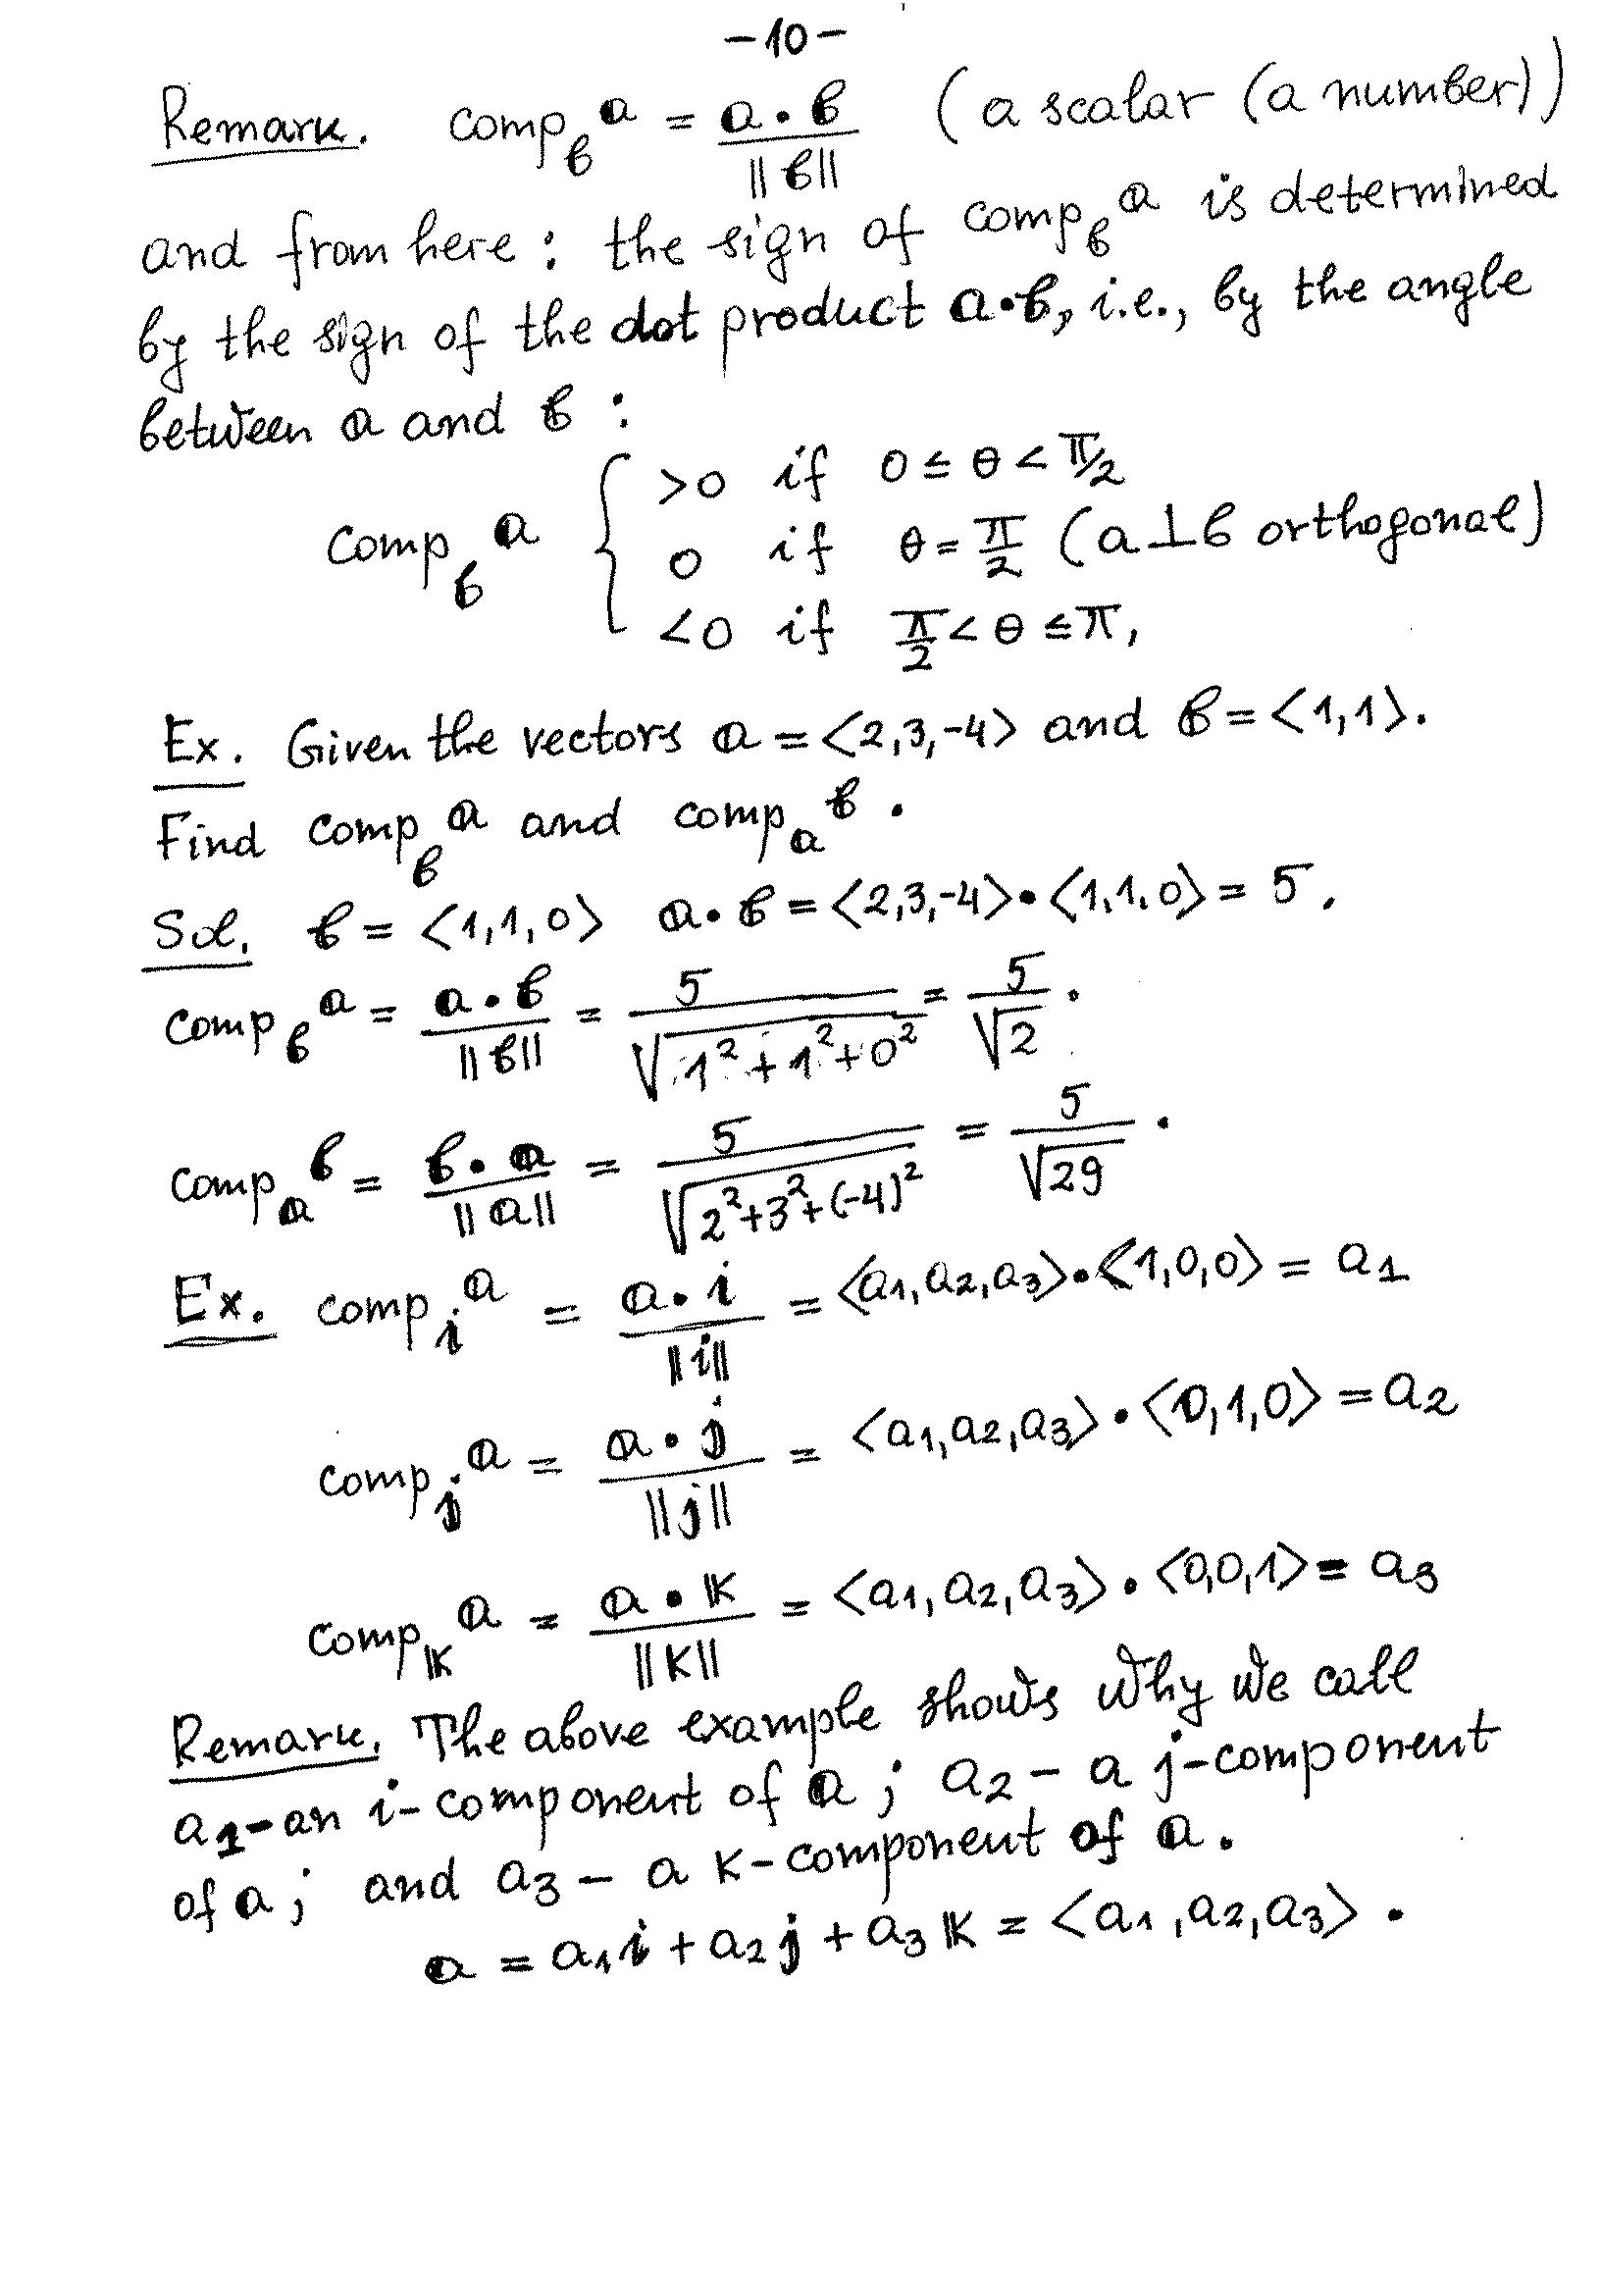 -10-
Remark. comp_b a = a·b / ||b|| (a scalar (a number))
and from here: the sign of comp_b a is determined
by the sign of the dot product a·b, i.e., by the angle
between a and b :
comp_b a { >0 if 0 ≤ θ < π/2
0 if θ = π/2 (a⊥b orthogonal)
<0 if π/2 < θ ≤ π,
Ex. Given the vectors a = <2,3,-4> and b = <1,1>.
Find comp_b a and comp_a b.
Sol. b = <1,1,0> a·b = <2,3,-4>·<1,1,0> = 5.
comp_b a = a·b / ||b|| = 5 / √(1²+1²+0²) = 5/√2.
comp_a b = b·a / ||a|| = 5 / √(2²+3²+(-4)²) = 5/√29.
Ex. comp_i a = a·i / ||i|| = <a₁,a₂,a₃>·<1,0,0> = a₁
comp_j a = a·j / ||j|| = <a₁,a₂,a₃>·<0,1,0> = a₂
comp_k a = a·k / ||k|| = <a₁,a₂,a₃>·<0,0,1> = a₃
Remark. The above example shows why we call
a₁-an i-component of a; a₂ - a j-component
of a; and a₃ - a k-component of a.
a = a₁i + a₂j + a₃k = <a₁,a₂,a₃>.